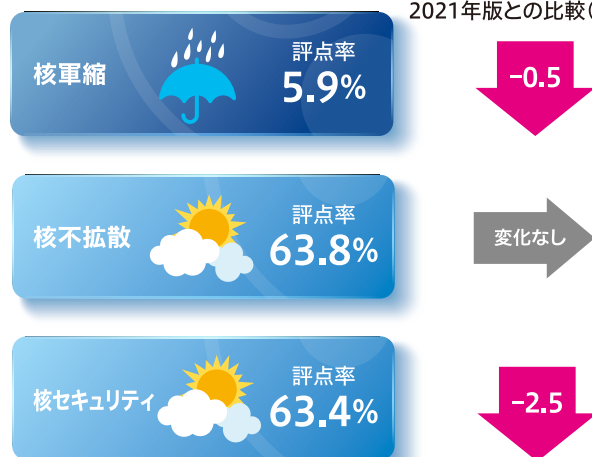 2021年版との比較(
核軍縮
評点率
5.9%
-0.5
核不拡散
評点率
63.8%
変化なし
核セキュリティ
評点率
63.4%
-2.5